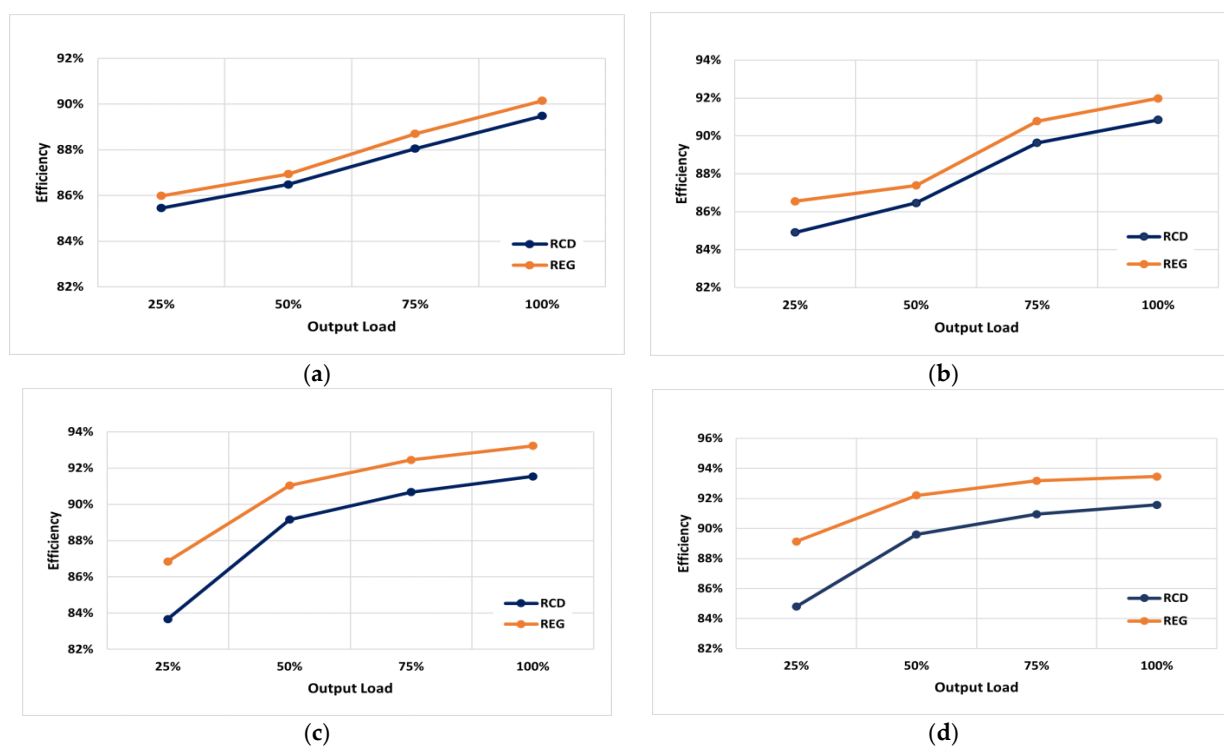 92%
90%
88%
86%
84%
82%
Efficiency
25% 50% 75% 100%
Output Load
RCD
REG
(a)
94%
92%
90%
88%
86%
84%
82%
Efficiency
25% 50% 75% 100%
Output Load
RCD
REG
(b)
94%
92%
90%
88%
86%
84%
82%
Efficiency
25% 50% 75% 100%
Output Load
RCD
REG
(c)
96%
94%
92%
90%
88%
86%
84%
82%
Efficiency
25% 50% 75% 100%
Output Load
RCD
REG
(d)